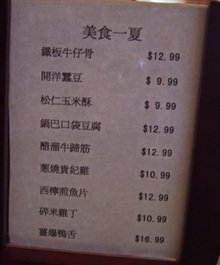 美食一夏
鐵板牛仔骨 $12.99
開洋蠶豆 $ 9.99
松仁玉米酥 $ 9.99
鍋巴口袋豆腐 $12.99
醋溜牛蹄筋 $12.99
蔥燒貴妃雞 $10.99
西檸煎魚片 $12.99
碎米雞丁 $10.99
薑爆鴨舌 $16.99